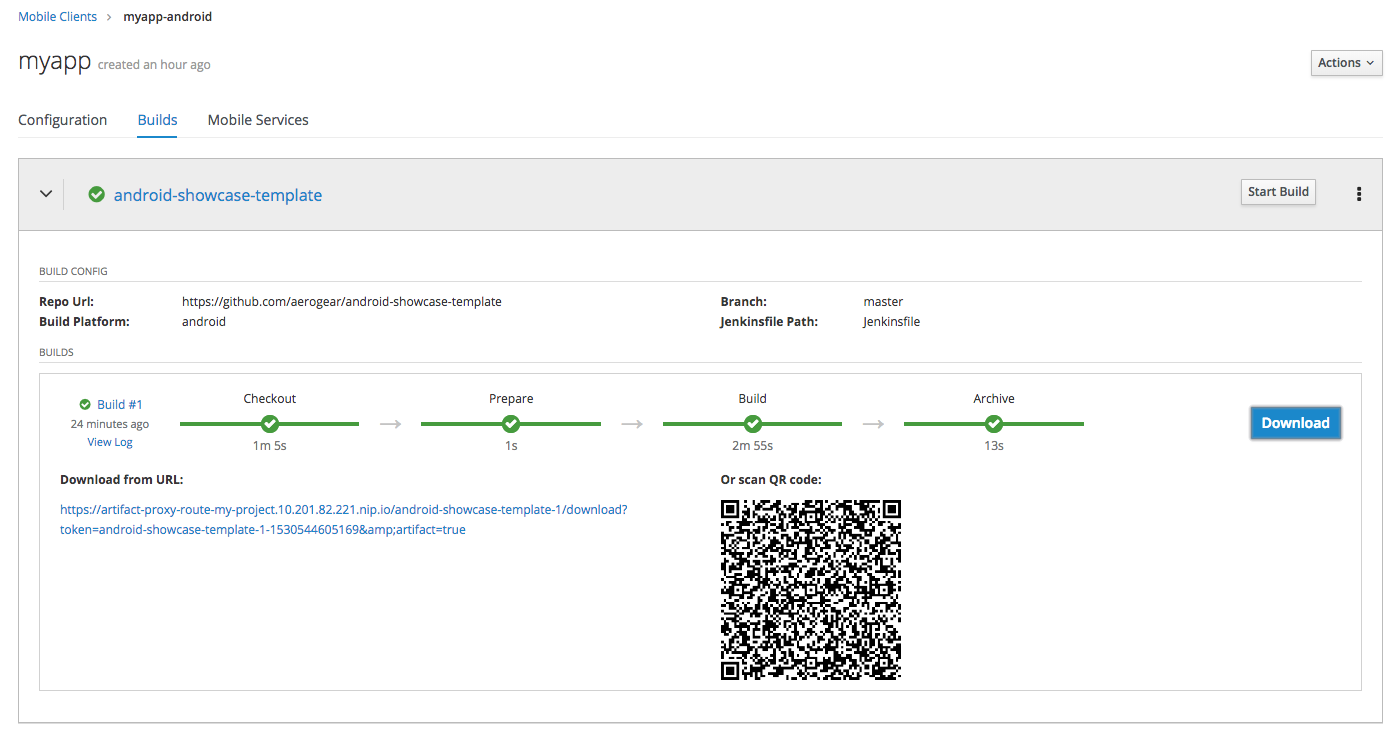 Mobile Clients > myapp-android
myapp created an hour ago
Actions
Configuration Builds Mobile Services
android-showcase-template
Start Build
BUILD CONFIG
Repo Url: https://github.com/aerogear/android-showcase-template Branch: master
Build Platform: android Jenkinsfile Path: Jenkinsfile
BUILDS
Checkout Prepare Build Archive
Build #1
24 minutes ago
View Log
1m 5s 1s 2m 55s 13s
Download
Download from URL: Or scan QR code:
https://artifact-proxy-route-my-project.10.201.82.221.nip.io/android-showcase-template-1/download?
token=android-showcase-template-1-1530544605169&amp;artifact=true